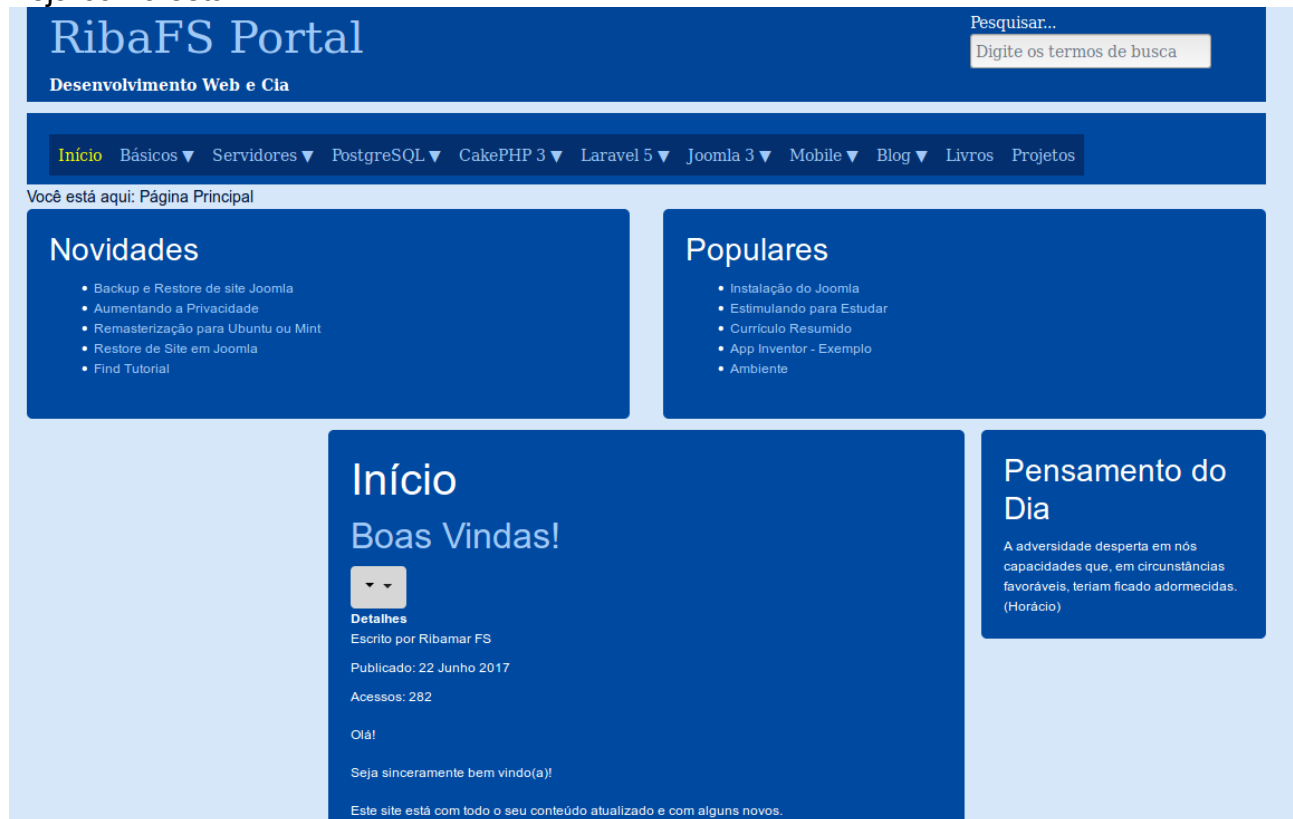 RibaFS Portal
Desenvolvimento Web e Cia
Pesquisar...
Digite os termos de busca
Início Básicos ▼ Servidores ▼ PostgreSQL ▼ CakePHP 3 ▼ Laravel 5 ▼ Joomla 3 ▼ Mobile ▼ Blog ▼ Livros Projetos
Você está aqui: Página Principal
Novidades
• Backup e Restore de site Joomla
• Aumentando a Privacidade
• Remasterização para Ubuntu ou Mint
• Restore de Site em Joomla
• Find Tutorial
Populares
• Instalação do Joomla
• Estimulando para Estudar
• Currículo Resumido
• App Inventor - Exemplo
• Ambiente
Início
Boas Vindas!
Detalhes
Escrito por Ribamar FS
Publicado: 22 Junho 2017
Acessos: 282
Olá!
Seja sinceramente bem vindo(a)!
Este site está com todo o seu conteúdo atualizado e com alguns novos.
Pensamento do
Dia
A adversidade desperta em nós
capacidades que, em circunstâncias
favoráveis, teriam ficado adormecidas.
(Horácio)